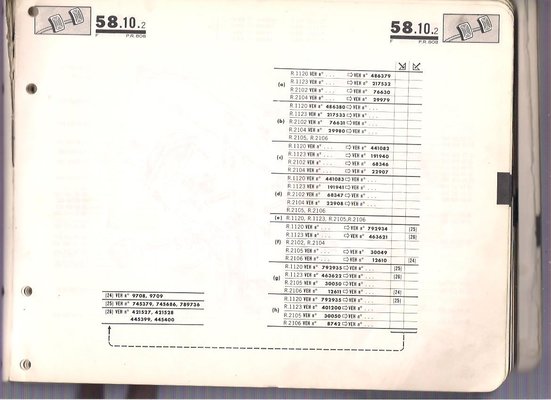 58.10.2
F P.R. 808
58.10.2
F P.R. 808
(a) R.1120 VEH n° . . . ⇨ VEH n° 486379
R.1123 VEH n° . . . ⇨ VEH n° 217532
R.2102 VEH n° . . . ⇨ VEH n° 76630
R.2104 VEH n° . . . ⇨ VEH n° 29979
(b) R.1120 VEH n° 486380 ⇨ VEH n° . . .
R.1123 VEH n° 217533 ⇨ VEH n° . . .
R.2102 VEH n° 76631 ⇨ VEH n° . . .
R.2104 VEH n° 29980 ⇨ VEH n° . . .
R.2105, R.2106
(c) R.1120 VEH n° . . . ⇨ VEH n° 441082
R.1123 VEH n° . . . ⇨ VEH n° 191940
R.2102 VEH n° . . . ⇨ VEH n° 68346
R.2104 VEH n° . . . ⇨ VEH n° 22907
(d) R.1120 VEH n° 441083 ⇨ VEH n° . . .
R.1123 VEH n° 191941 ⇨ VEH n° . . .
R.2102 VEH n° 68347 ⇨ VEH n° . . .
R.2104 VEH n° 22908 ⇨ VEH n° . . .
R.2105, R.2106
(e) R.1120, R.1123, R.2105, R.2106
(f) R.1120 VEH n° . . . ⇨ VEH n° 792934 (25)
R.1123 VEH n° . . . ⇨ VEH n° 463621 (26)
R.2102, R.2104
R.2105 VEH n° . . . ⇨ VEH n° 30049
R.2106 VEH n° . . . ⇨ VEH n° 12610 (24)
(g) R.1120 VEH n° 792935 ⇨ VEH n° . . . (25)
R.1123 VEH n° 463622 ⇨ VEH n° . . . (26)
R.2105 VEH n° 30050 ⇨ VEH n° . . .
R.2106 VEH n° 12611 ⇨ VEH n° . . . (24)
(h) R.1120 VEH n° 792935 ⇨ VEH n° . . . (25)
R.1123 VEH n° 401200 ⇨ VEH n° . . .
R.2105 VEH n° 30050 ⇨ VEH n° . . .
R.2106 VEH n° 8742 ⇨ VEH n° . . .
(24) VEH n° 9708, 9709
(25) VEH n° 745379, 745686, 789736
(26) VEH n° 421527, 421528
445399, 445400